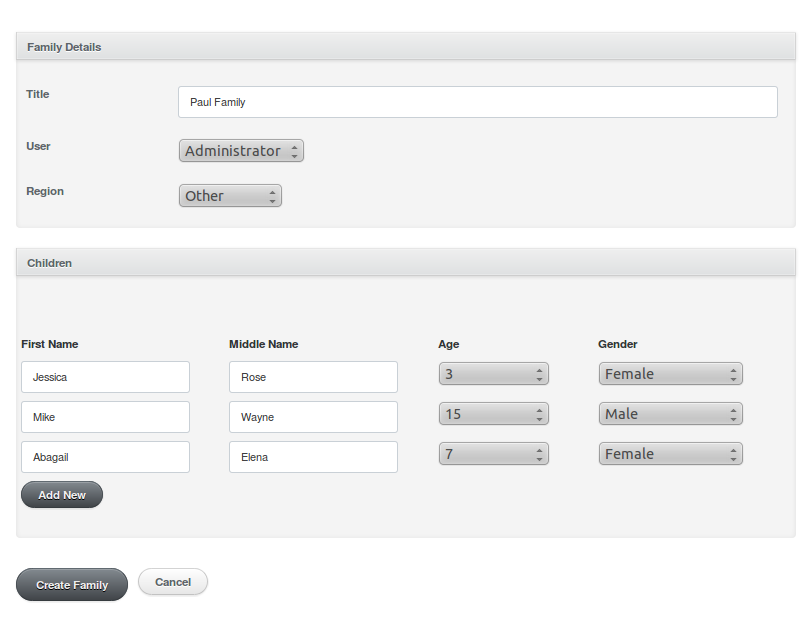 Family Details
Title Paul Family
User Administrator
Region Other
Children
First Name Middle Name Age Gender
Jessica Rose 3 Female
Mike Wayne 15 Male
Abagail Elena 7 Female
Add New
Create Family Cancel